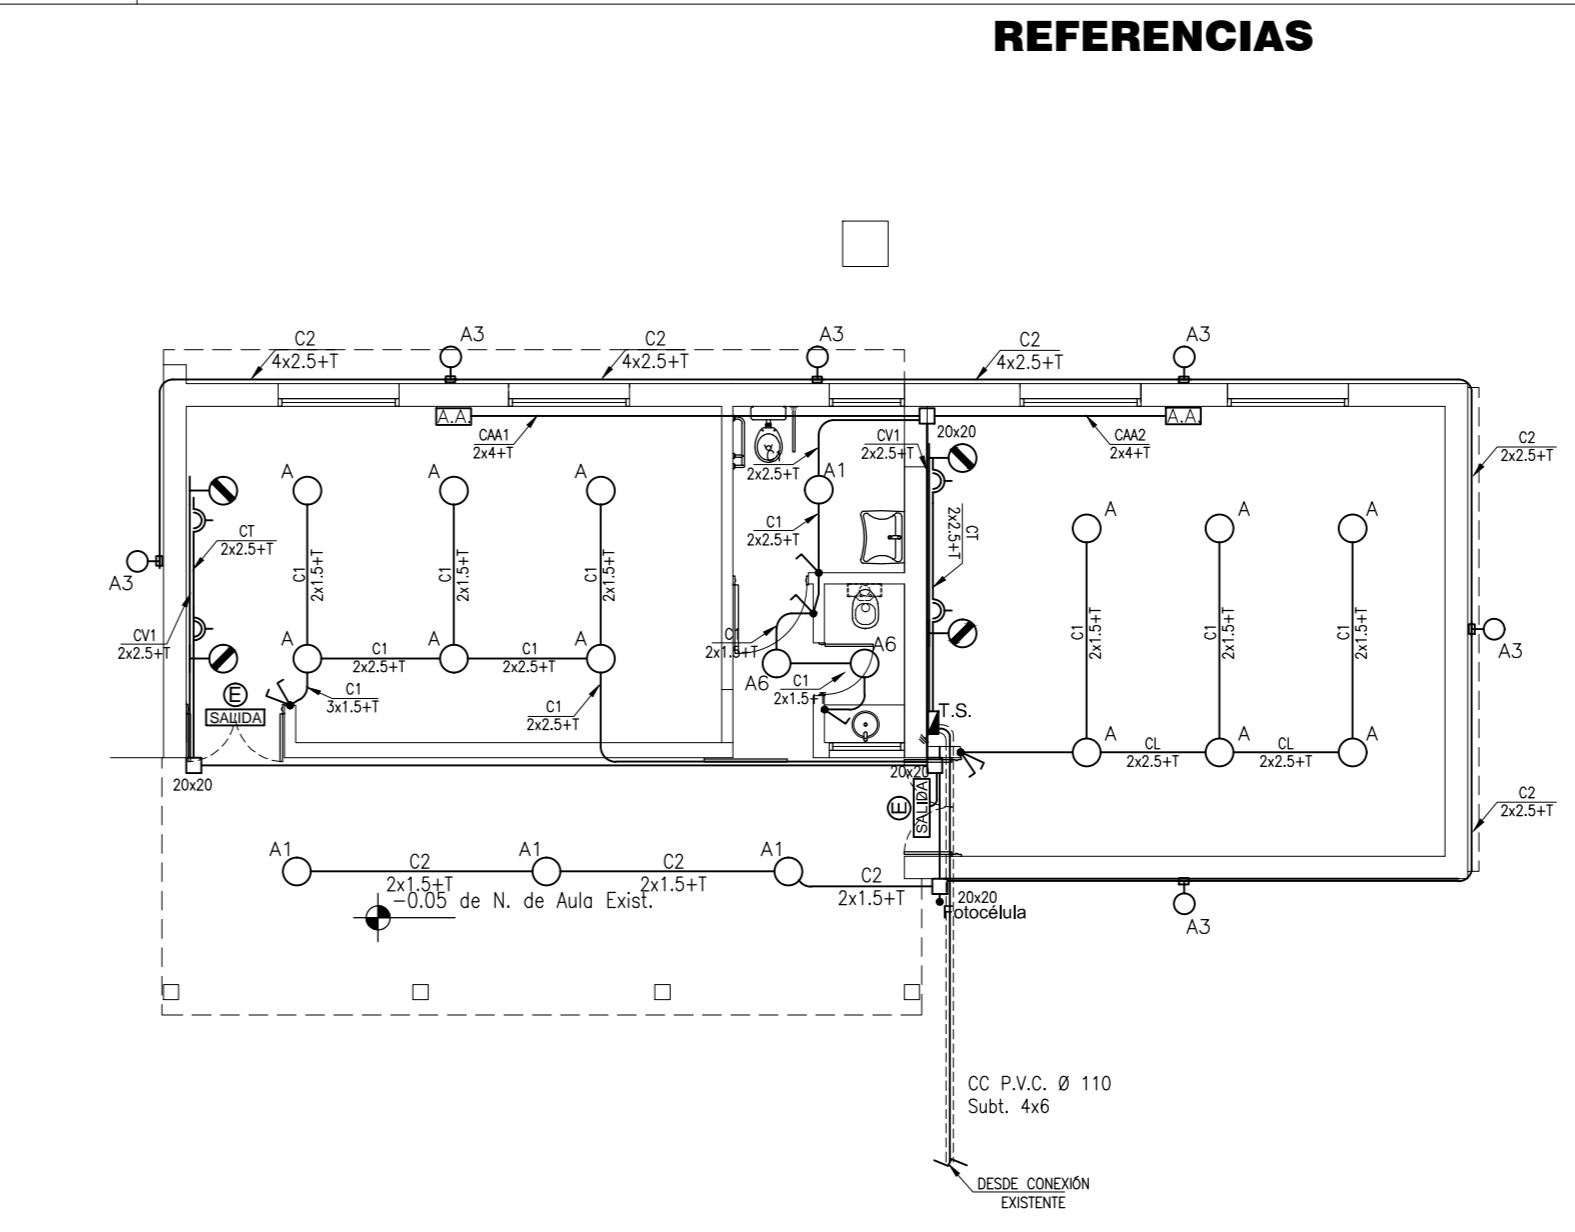 REFERENCIAS
C2
4x2.5+T
A3
C2
4x2.5+T
A3
C2
4x2.5+T
A3
A.A.
CAA1
2x4+T
C1
2x2.5+T
A1
CV1
2x2.5+T
20x20
CAA2
2x4+T
A.A.
C2
2x2.5+T
A
A
A
A
A
A
CT
2x2.5+T
C1
2x2.5+T
CT
2x2.5+T
C1
2x1.5+T
C1
2x1.5+T
C1
2x1.5+T
A3
CV1
2x2.5+T
C1
2x1.5+T
C1
2x1.5+T
C1
2x1.5+T
A
A
A
C1
2x2.5+T
C1
2x2.5+T
C1
2x1.5+T
A6
A6
C1
2x1.5+T
A3
E
SALIDA
C1
3x1.5+T
C1
2x2.5+T
T.S.
A
A
A
CL
2x2.5+T
CL
2x2.5+T
20x20
20x20
E
SALIDA
C2
2x2.5+T
A1
A1
A1
C2
2x1.5+T
C2
2x1.5+T
C2
2x1.5+T
-0.05 de N. de Aula Exist.
20x20
Fotocélula
A3
CC P.V.C. Ø 110
Subt. 4x6
DESDE CONEXIÓN
EXISTENTE